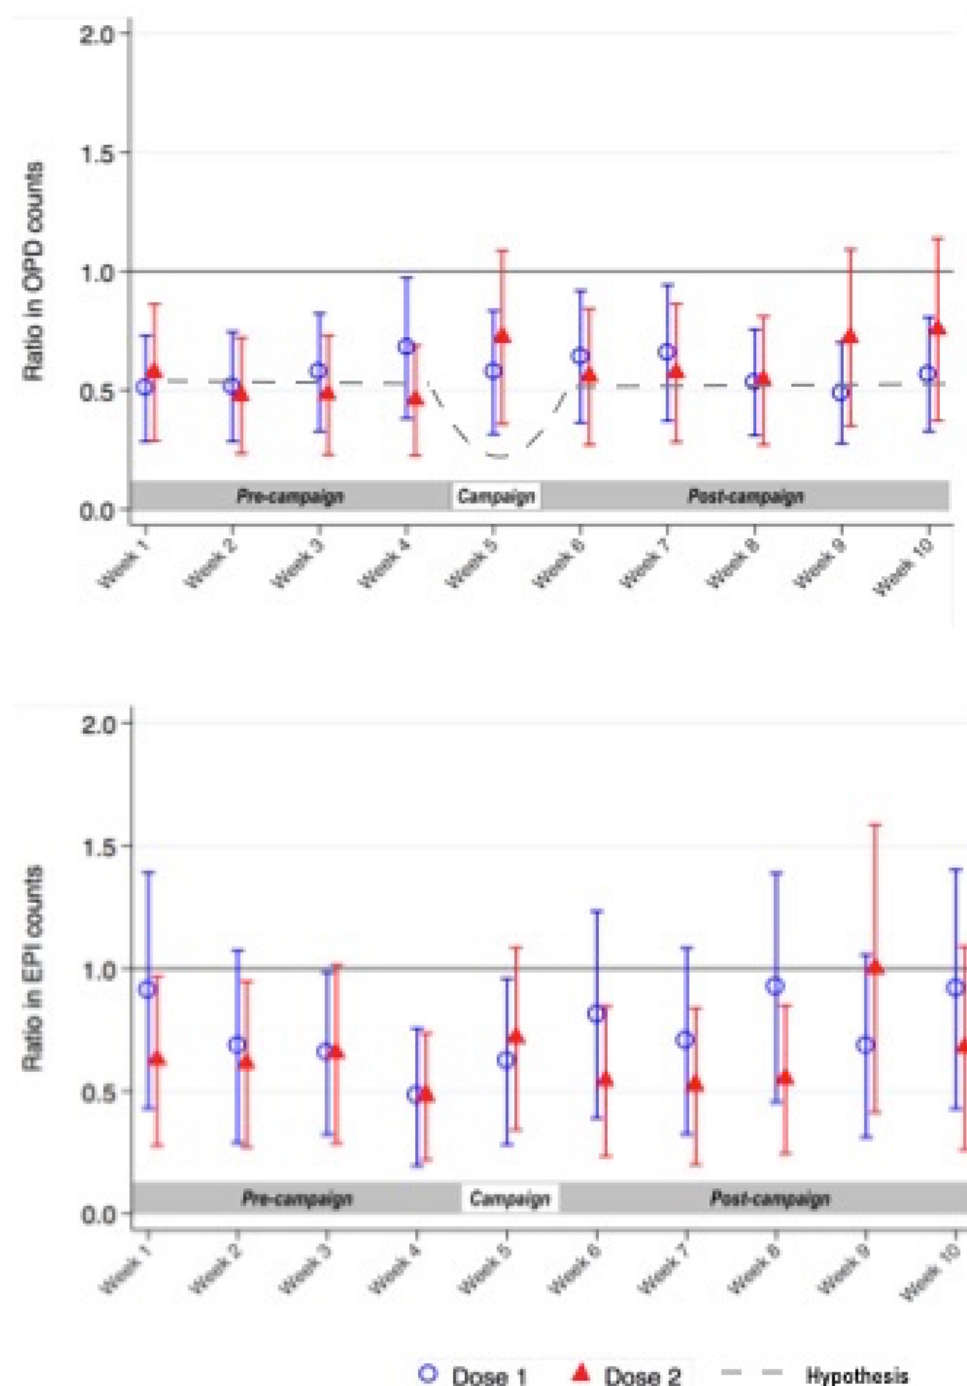 2.0
1.5
1.0
0.5
0.0
Ratio in OPD counts
Pre-campaign Campaign Post-campaign
Week 1 Week 2 Week 3 Week 4 Week 5 Week 6 Week 7 Week 8 Week 9 Week 10
2.0
1.5
1.0
0.5
0.0
Ratio in EPI counts
Pre-campaign Campaign Post-campaign
Week 1 Week 2 Week 3 Week 4 Week 5 Week 6 Week 7 Week 8 Week 9 Week 10
Dose 1 Dose 2 Hypothesis